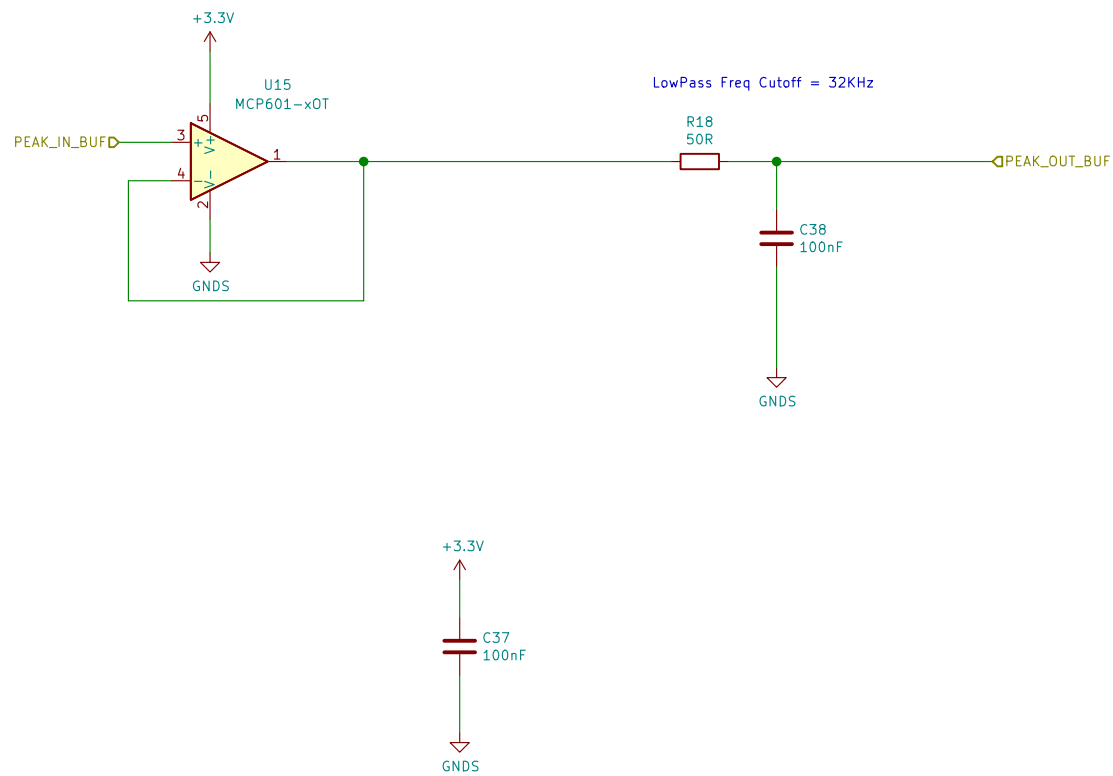 +3.3V
U15
MCP601-xOT
LowPass Freq Cutoff = 32KHz
R18
50R
PEAK_IN_BUF
3
+
5
V+
1
4
-
V-
2
PEAK_OUT_BUF
C38
100nF
GNDS
GNDS
+3.3V
C37
100nF
GNDS